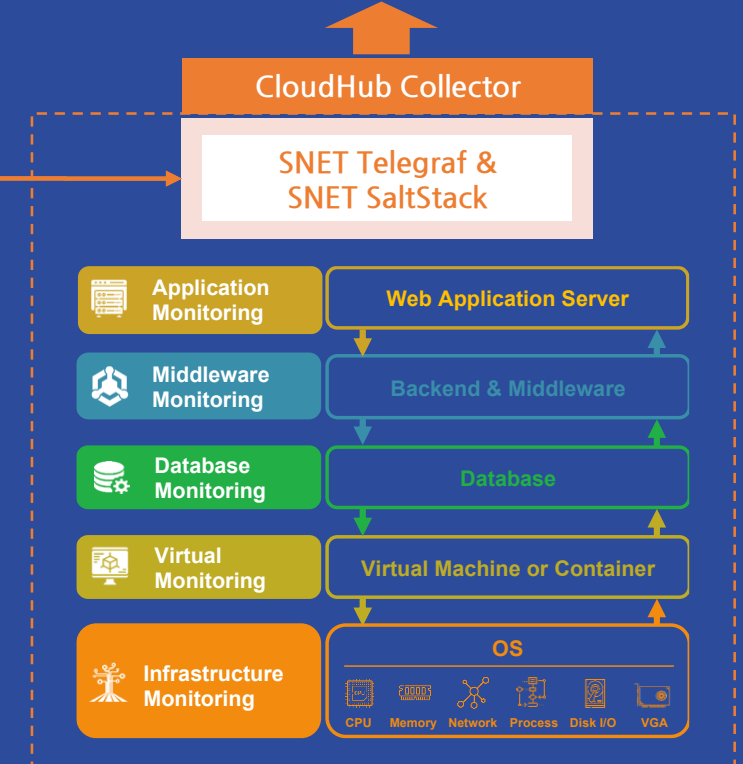 CloudHub Collector
SNET Telegraf &
SNET SaltStack
Application
Monitoring
Web Application Server
Middleware
Monitoring
Backend & Middleware
Database
Monitoring
Database
Virtual
Monitoring
Virtual Machine or Container
Infrastructure
Monitoring
OS
CPU
CPU Memory Network Process Disk I/O VGA